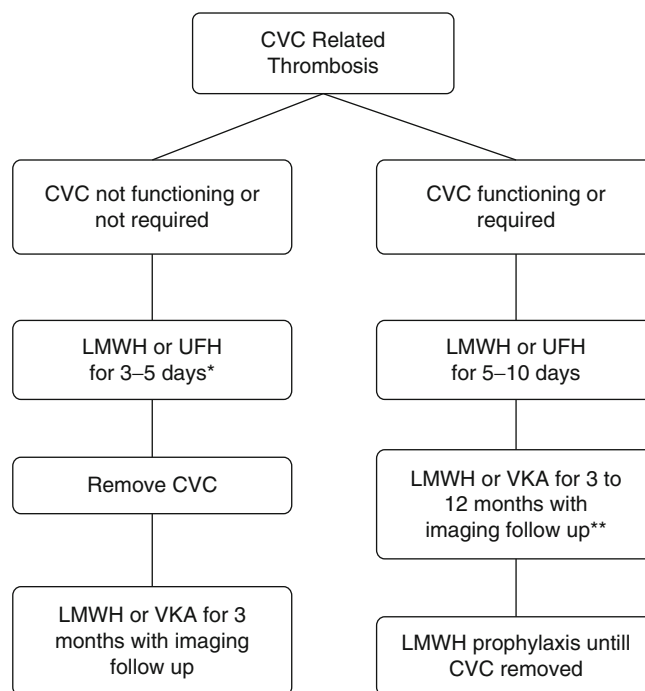 CVC Related
Thrombosis
CVC not functioning or
not required
CVC functioning or
required
LMWH or UFH
for 3–5 days*
LMWH or UFH
for 5–10 days
Remove CVC
LMWH or VKA for 3 to
12 months with
imaging follow up**
LMWH or VKA for 3
months with imaging
follow up
LMWH prophylaxis untill
CVC removed